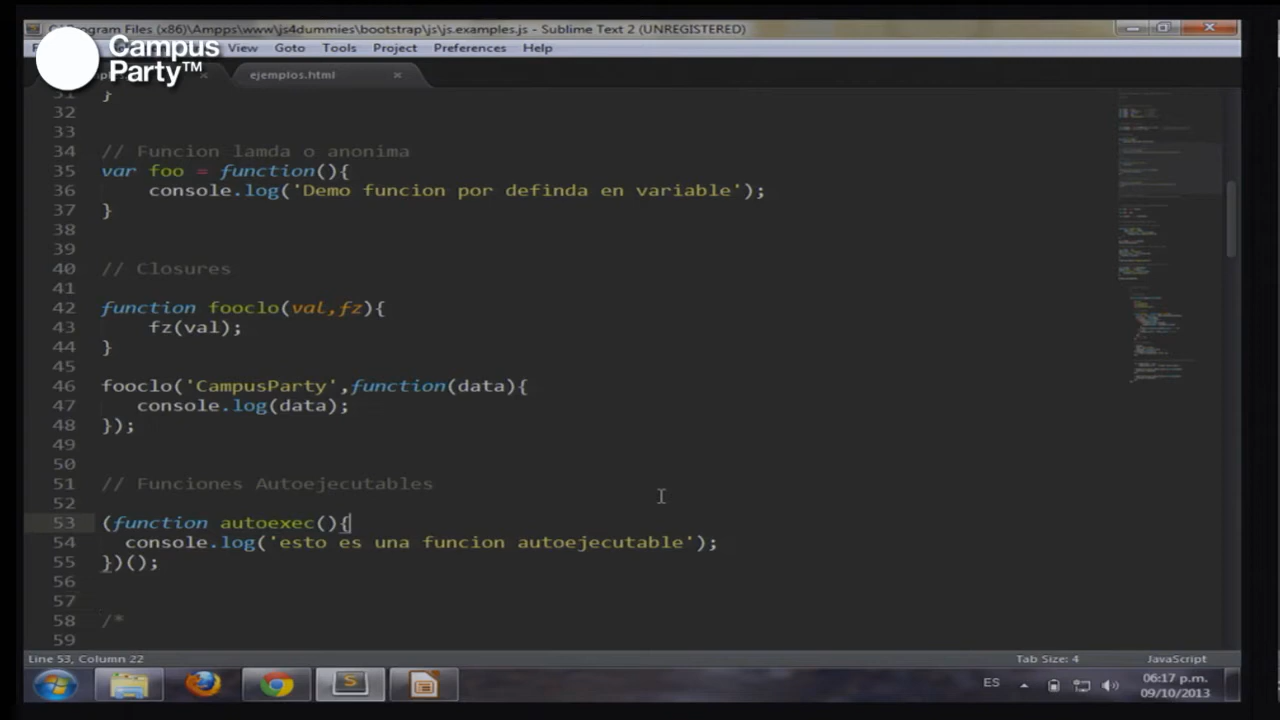 C:\Program Files (x86)\Ampps\www\js4dummies\bootstrap\js\js.examples.js - Sublime Text 2 (UNREGISTERED)
View Goto Tools Project Preferences Help
Campus
Party™
ejemplos.html
31 }
32
33
34 // Funcion lamda o anonima
35 var foo = function(){
36 console.log('Demo funcion por definda en variable');
37 }
38
39
40 // Closures
41
42 function fooclo(val,fz){
43 fz(val);
44 }
45
46 fooclo('CampusParty',function(data){
47 console.log(data);
48 });
49
50
51 // Funciones Autoejecutables
52
53 (function autoexec(){
54 console.log('esto es una funcion autoejecutable');
55 })();
56
57
58 /*
59
Line 53, Column 22
Tab Size: 4
JavaScript
ES
06:17 p.m.
09/10/2013